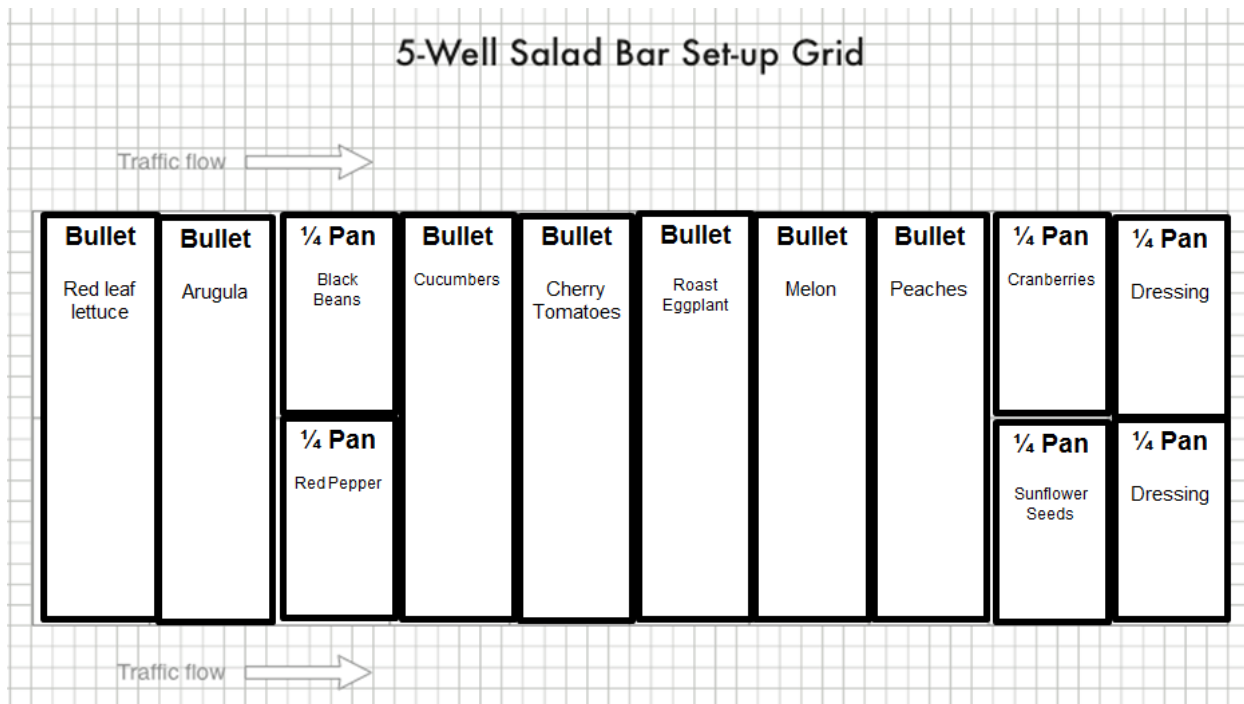 5-Well Salad Bar Set-up Grid
Traffic flow
Bullet
Red leaf
lettuce
Bullet
Arugula
¼ Pan
Black
Beans
¼ Pan
Red Pepper
Bullet
Cucumbers
Bullet
Cherry
Tomatoes
Bullet
Roast
Eggplant
Bullet
Melon
Bullet
Peaches
¼ Pan
Cranberries
¼ Pan
Sunflower
Seeds
¼ Pan
Dressing
¼ Pan
Dressing
Traffic flow